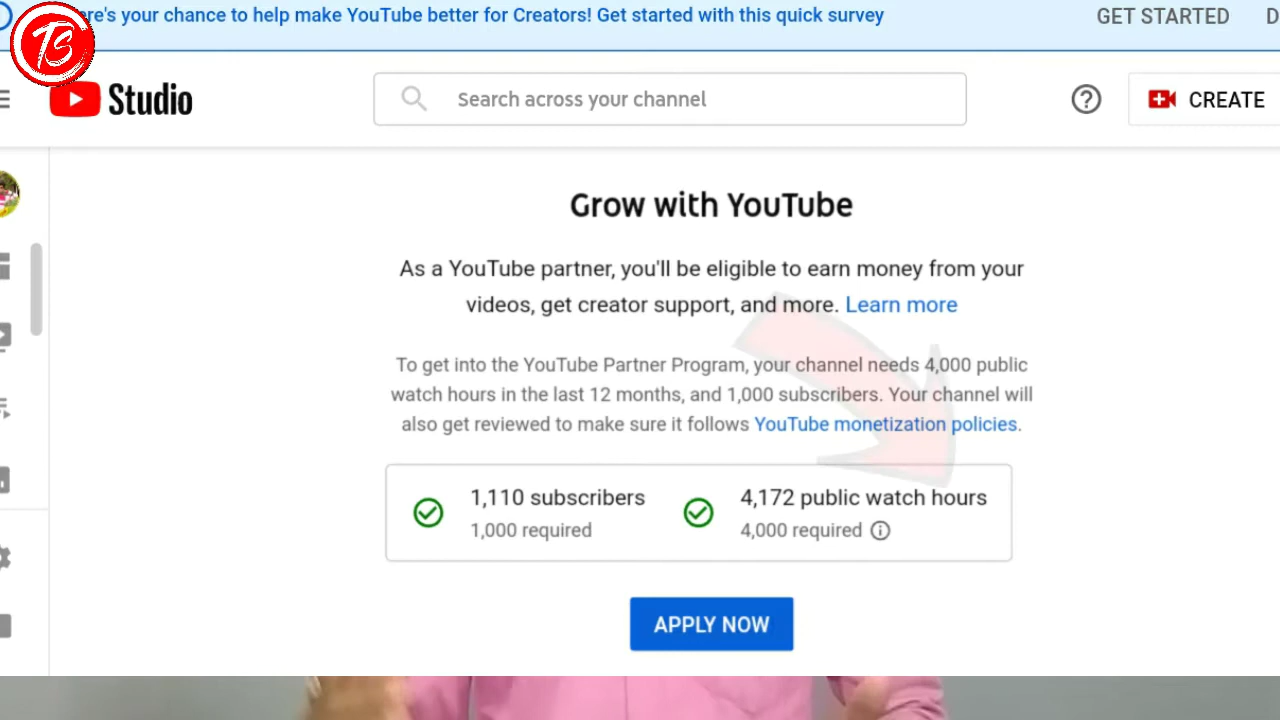 ere's your chance to help make YouTube better for Creators! Get started with this quick survey
GET STARTED
D
TS
Studio
Search across your channel
CREATE
Grow with YouTube
As a YouTube partner, you'll be eligible to earn money from your
videos, get creator support, and more. Learn more
To get into the YouTube Partner Program, your channel needs 4,000 public
watch hours in the last 12 months, and 1,000 subscribers. Your channel will
also get reviewed to make sure it follows YouTube monetization policies.
1,110 subscribers
1,000 required
4,172 public watch hours
4,000 required
APPLY NOW